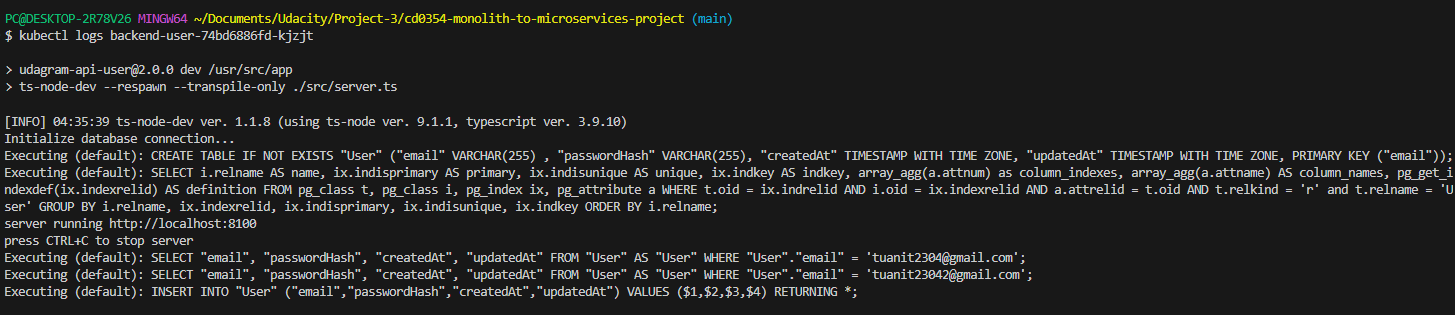 PC@DESKTOP-2R78V26 MINGW64 ~/Documents/Udacity/Project-3/cd0354-monolith-to-microservices-project (main)
$ kubectl logs backend-user-74bd6886fd-kjzjt
> udagram-api-user@2.0.0 dev /usr/src/app
> ts-node-dev --respawn --transpile-only ./src/server.ts
[INFO] 04:35:39 ts-node-dev ver. 1.1.8 (using ts-node ver. 9.1.1, typescript ver. 3.9.10)
Initialize database connection...
Executing (default): CREATE TABLE IF NOT EXISTS "User" ("email" VARCHAR(255) , "passwordHash" VARCHAR(255), "createdAt" TIMESTAMP WITH TIME ZONE, "updatedAt" TIMESTAMP WITH TIME ZONE, PRIMARY KEY ("email"));
Executing (default): SELECT i.relname AS name, ix.indisprimary AS primary, ix.indisunique AS unique, ix.indkey AS indkey, array_agg(a.attnum) as column_indexes, array_agg(a.attname) AS column_names, pg_get_i
ndexdef(ix.indexrelid) AS definition FROM pg_class t, pg_class i, pg_index ix, pg_attribute a WHERE t.oid = ix.indrelid AND i.oid = ix.indexrelid AND a.attrelid = t.oid AND t.relkind = 'r' and t.relname = 'U
ser' GROUP BY i.relname, ix.indexrelid, ix.indisprimary, ix.indisunique, ix.indkey ORDER BY i.relname;
server running http://localhost:8100
press CTRL+C to stop server
Executing (default): SELECT "email", "passwordHash", "createdAt", "updatedAt" FROM "User" AS "User" WHERE "User"."email" = 'tuanit2304@gmail.com';
Executing (default): SELECT "email", "passwordHash", "createdAt", "updatedAt" FROM "User" AS "User" WHERE "User"."email" = 'tuanit23042@gmail.com';
Executing (default): INSERT INTO "User" ("email","passwordHash","createdAt","updatedAt") VALUES ($1,$2,$3,$4) RETURNING *;